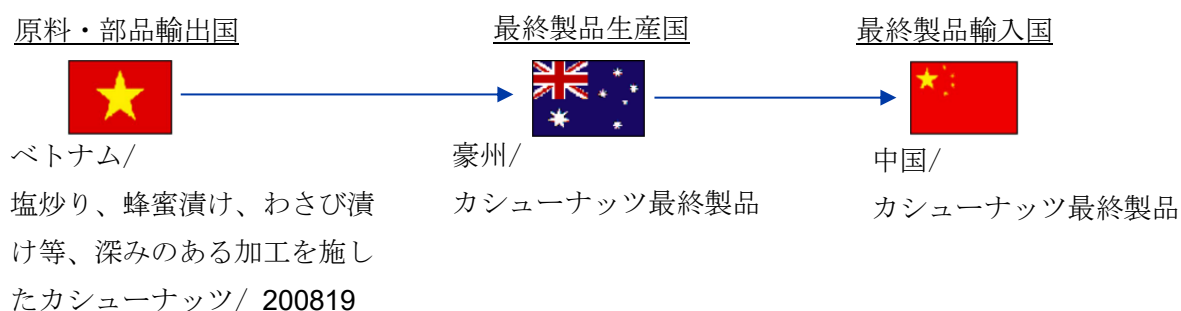 原料・部品輸出国
最終製品生産国
最終製品輸入国
ベトナム/
塩炒り、蜂蜜漬け、わさび漬
け等、深みのある加工を施し
たカシューナッツ/ 200819
豪州/
カシューナッツ最終製品
中国/
カシューナッツ最終製品